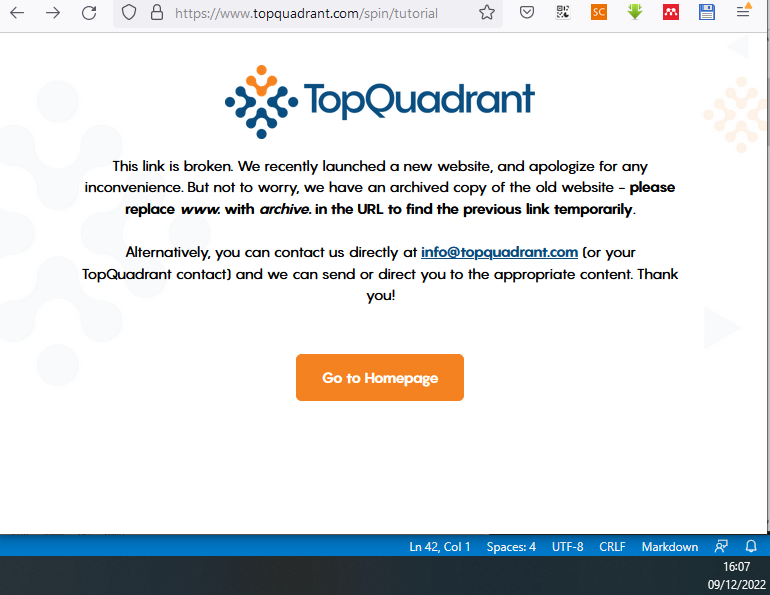 https://www.topquadrant.com/spin/tutorial
SC
TopQuadrant
This link is broken. We recently launched a new website, and apologize for any
inconvenience. But not to worry, we have an archived copy of the old website – please
replace www. with archive. in the URL to find the previous link temporarily.
Alternatively, you can contact us directly at info@topquadrant.com (or your
TopQuadrant contact) and we can send or direct you to the appropriate content. Thank
you!
Go to Homepage
Ln 42, Col 1 Spaces: 4 UTF-8 CRLF Markdown
16:07
09/12/2022